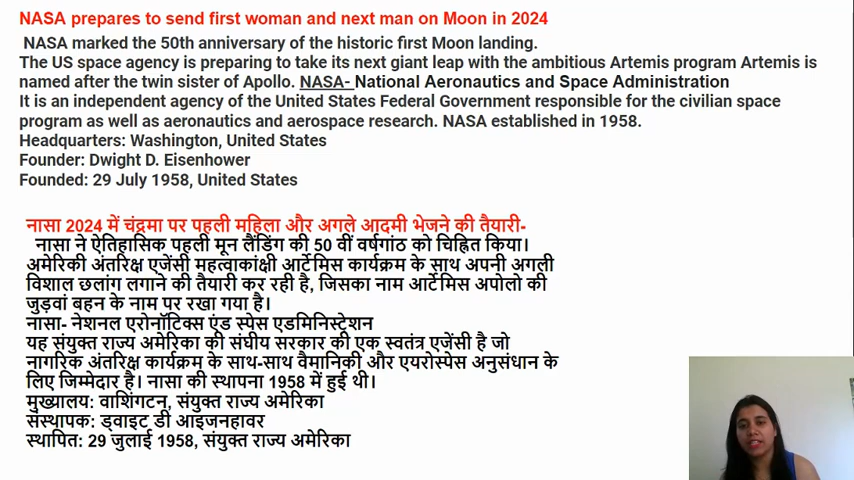 NASA prepares to send first woman and next man on Moon in 2024
NASA marked the 50th anniversary of the historic first Moon landing.
The US space agency is preparing to take its next giant leap with the ambitious Artemis program Artemis is
named after the twin sister of Apollo. NASA- National Aeronautics and Space Administration
It is an independent agency of the United States Federal Government responsible for the civilian space
program as well as aeronautics and aerospace research. NASA established in 1958.
Headquarters: Washington, United States
Founder: Dwight D. Eisenhower
Founded: 29 July 1958, United States
नासा 2024 में चंद्रमा पर पहली महिला और अगले आदमी भेजने की तैयारी-
नासा ने ऐतिहासिक पहली मून लैंडिंग की 50 वीं वर्षगांठ को चिह्नित किया।
अमेरिकी अंतरिक्ष एजेंसी महत्वाकांक्षी आर्टेमिस कार्यक्रम के साथ अपनी अगली
विशाल छलांग लगाने की तैयारी कर रही है, जिसका नाम आर्टेमिस अपोलो की
जुड़वां बहन के नाम पर रखा गया है।
नासा- नेशनल एरोनॉटिक्स एंड स्पेस एडमिनिस्टेशन
यह संयुक्त राज्य अमेरिका की संघीय सरकार की एक स्वतंत्र एजेंसी है जो
नागरिक अंतरिक्ष कार्यक्रम के साथ-साथ वैमानिकी और एयरोस्पेस अनुसंधान के
लिए जिम्मेदार है। नासा की स्थापना 1958 में हुई थी।
मुख्यालय: वाशिंगटन, संयुक्त राज्य अमेरिका
संस्थापक: ड्वाइट डी आइजनहावर
स्थापित: 29 जुलाई 1958, संयुक्त राज्य अमेरिका